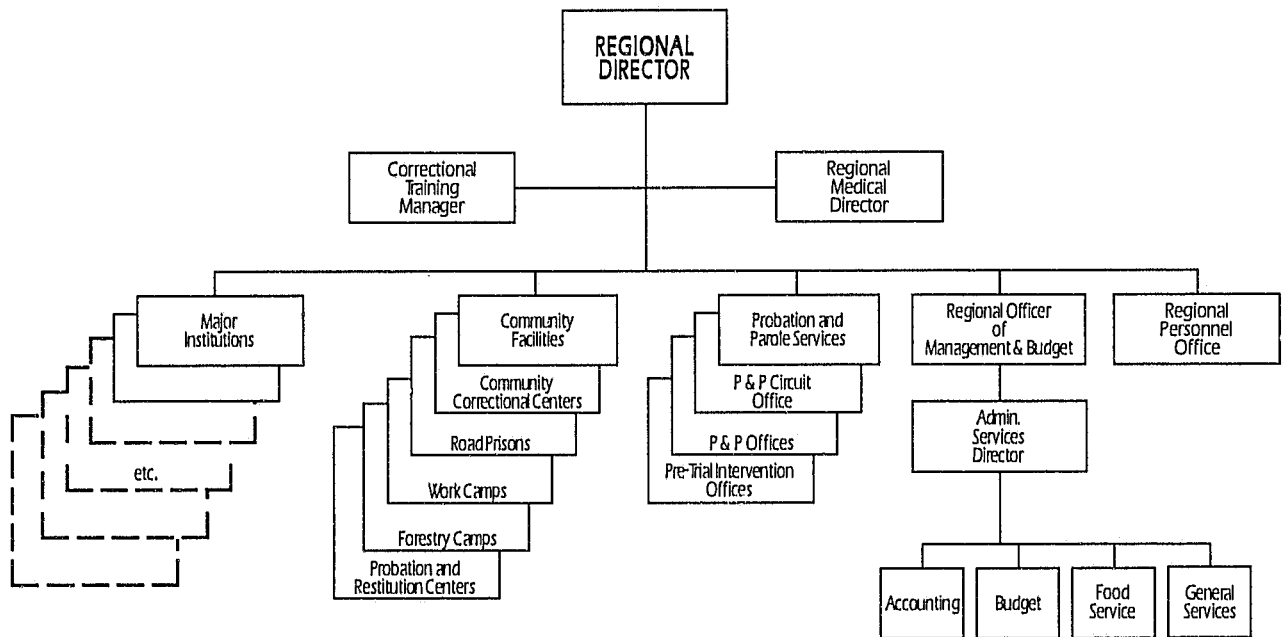 REGIONAL
DIRECTOR
Correctional
Training
Manager
Regional
Medical
Director
Major
Institutions
etc.
Community
Facilities
Community
Correctional Centers
Road Prisons
Work Camps
Forestry Camps
Probation and
Restitution Centers
Probation and
Parole Services
P & P Circuit
Office
P & P Offices
Pre-Trial Intervention
Offices
Regional Officer
of
Management & Budget
Admin.
Services
Director
Accounting
Budget
Food
Service
General
Services
Regional
Personnel
Office